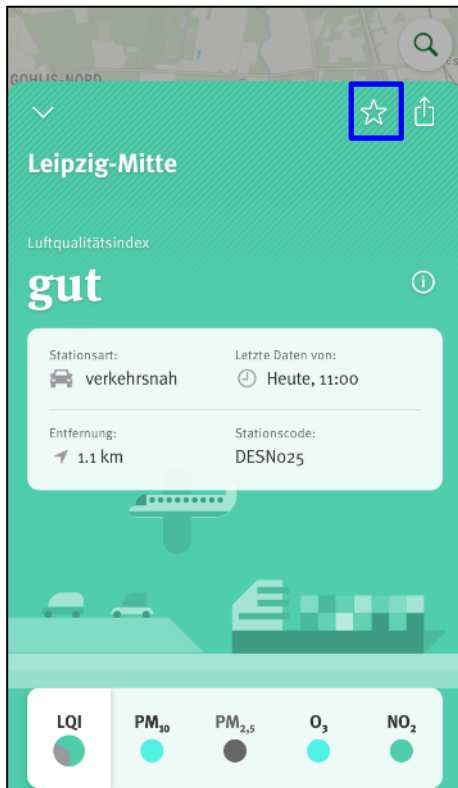 GOHLIS-NORD
Leipzig-Mitte
Luftqualitätsindex
gut
Stationsart:
verkehrsnah
Letzte Daten von:
Heute, 11:00
Entfernung:
1.1 km
Stationscode:
DESN025
LQI PM₁₀ PM₂,₅ O₃ NO₂